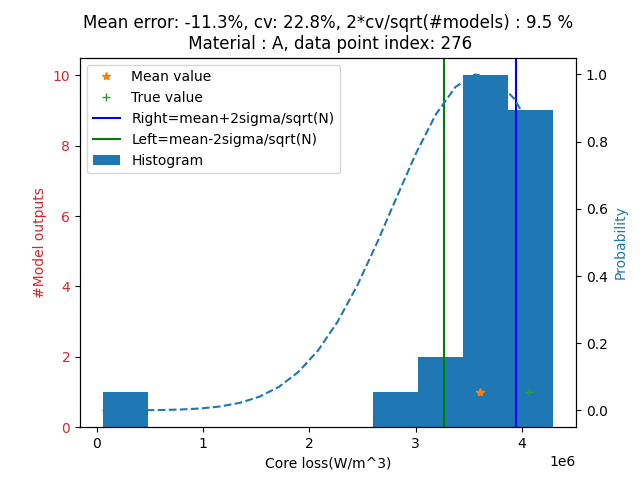 Mean error: -11.3%, cv: 22.8%, 2*cv/sqrt(#models) : 9.5 %
Material : A, data point index: 276
Mean value
True value
Right=mean+2sigma/sqrt(N)
Left=mean-2sigma/sqrt(N)
Histogram
#Model outputs
10
8
6
4
2
0
Probability
1.0
0.8
0.6
0.4
0.2
0.0
0
1
2
3
4
1e6
Core loss(W/m^3)